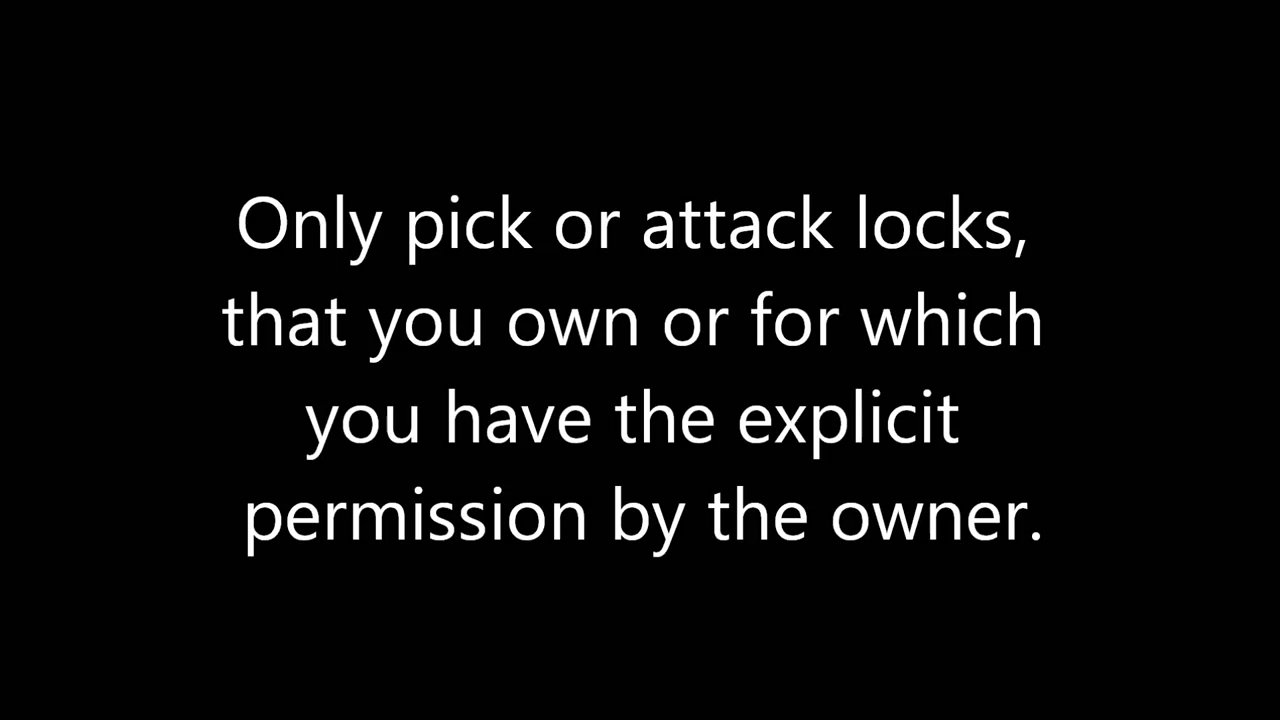 Only pick or attack locks,
that you own or for which
you have the explicit
permission by the owner.